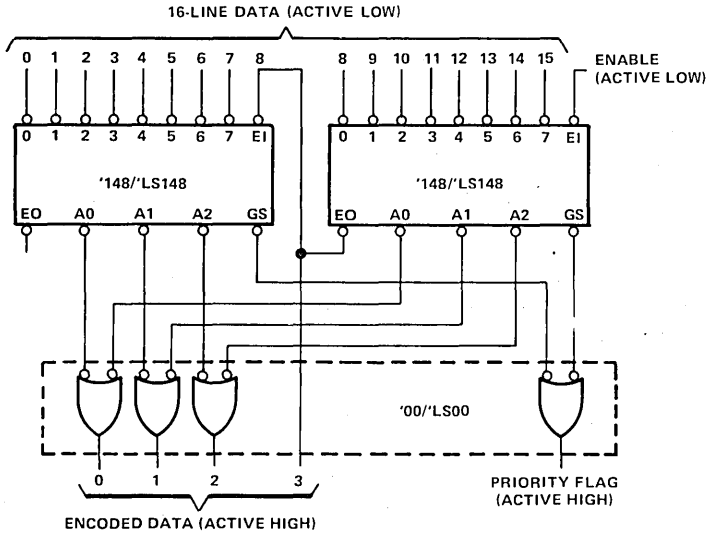 16-LINE DATA (ACTIVE LOW)
0 1 2 3 4 5 6 7 8 8 9 10 11 12 13 14 15 ENABLE
(ACTIVE LOW)
0 1 2 3 4 5 6 7 EI 0 1 2 3 4 5 6 7 EI
'148/'LS148 '148/'LS148
EO A0 A1 A2 GS EO A0 A1 A2 GS
'00/'LS00
0 1 2 3 PRIORITY FLAG
(ACTIVE HIGH)
ENCODED DATA (ACTIVE HIGH)